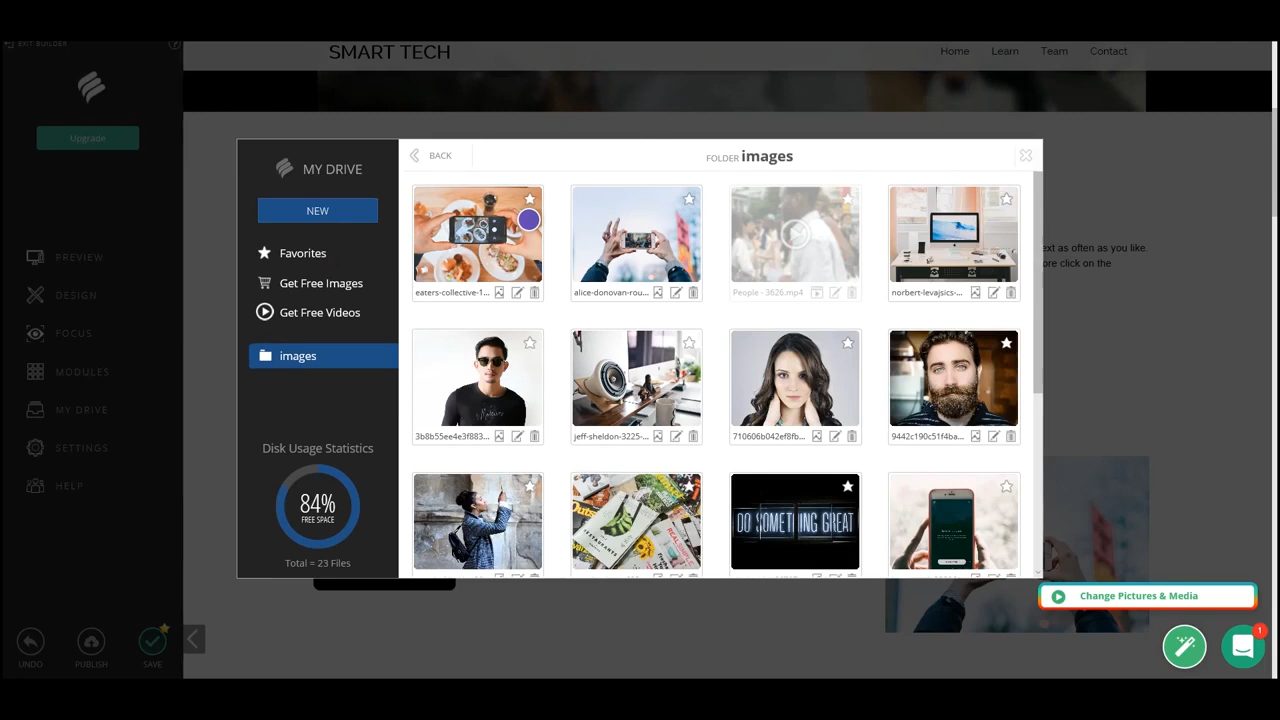 EXIT BUILDER
?
SMART TECH
Home
Learn
Team
Contact
Upgrade
PREVIEW
DESIGN
FOCUS
MODULES
MY DRIVE
SETTINGS
HELP
UNDO
PUBLISH
SAVE
MY DRIVE
NEW
Favorites
Get Free Images
Get Free Videos
images
Disk Usage Statistics
84%
FREE SPACE
Total = 23 Files
BACK
FOLDER images
eaters-collective-1...
alice-donovan-rou...
People - 3626.mp4
norbert-levajsics-...
3b8b55ee4e3f883...
jeff-sheldon-3225-...
710606b042ef8fb...
9442c190c51f4ba...
DO SOMETHING GREAT
ext as often as you like.
ore click on the
Change Pictures & Media
1